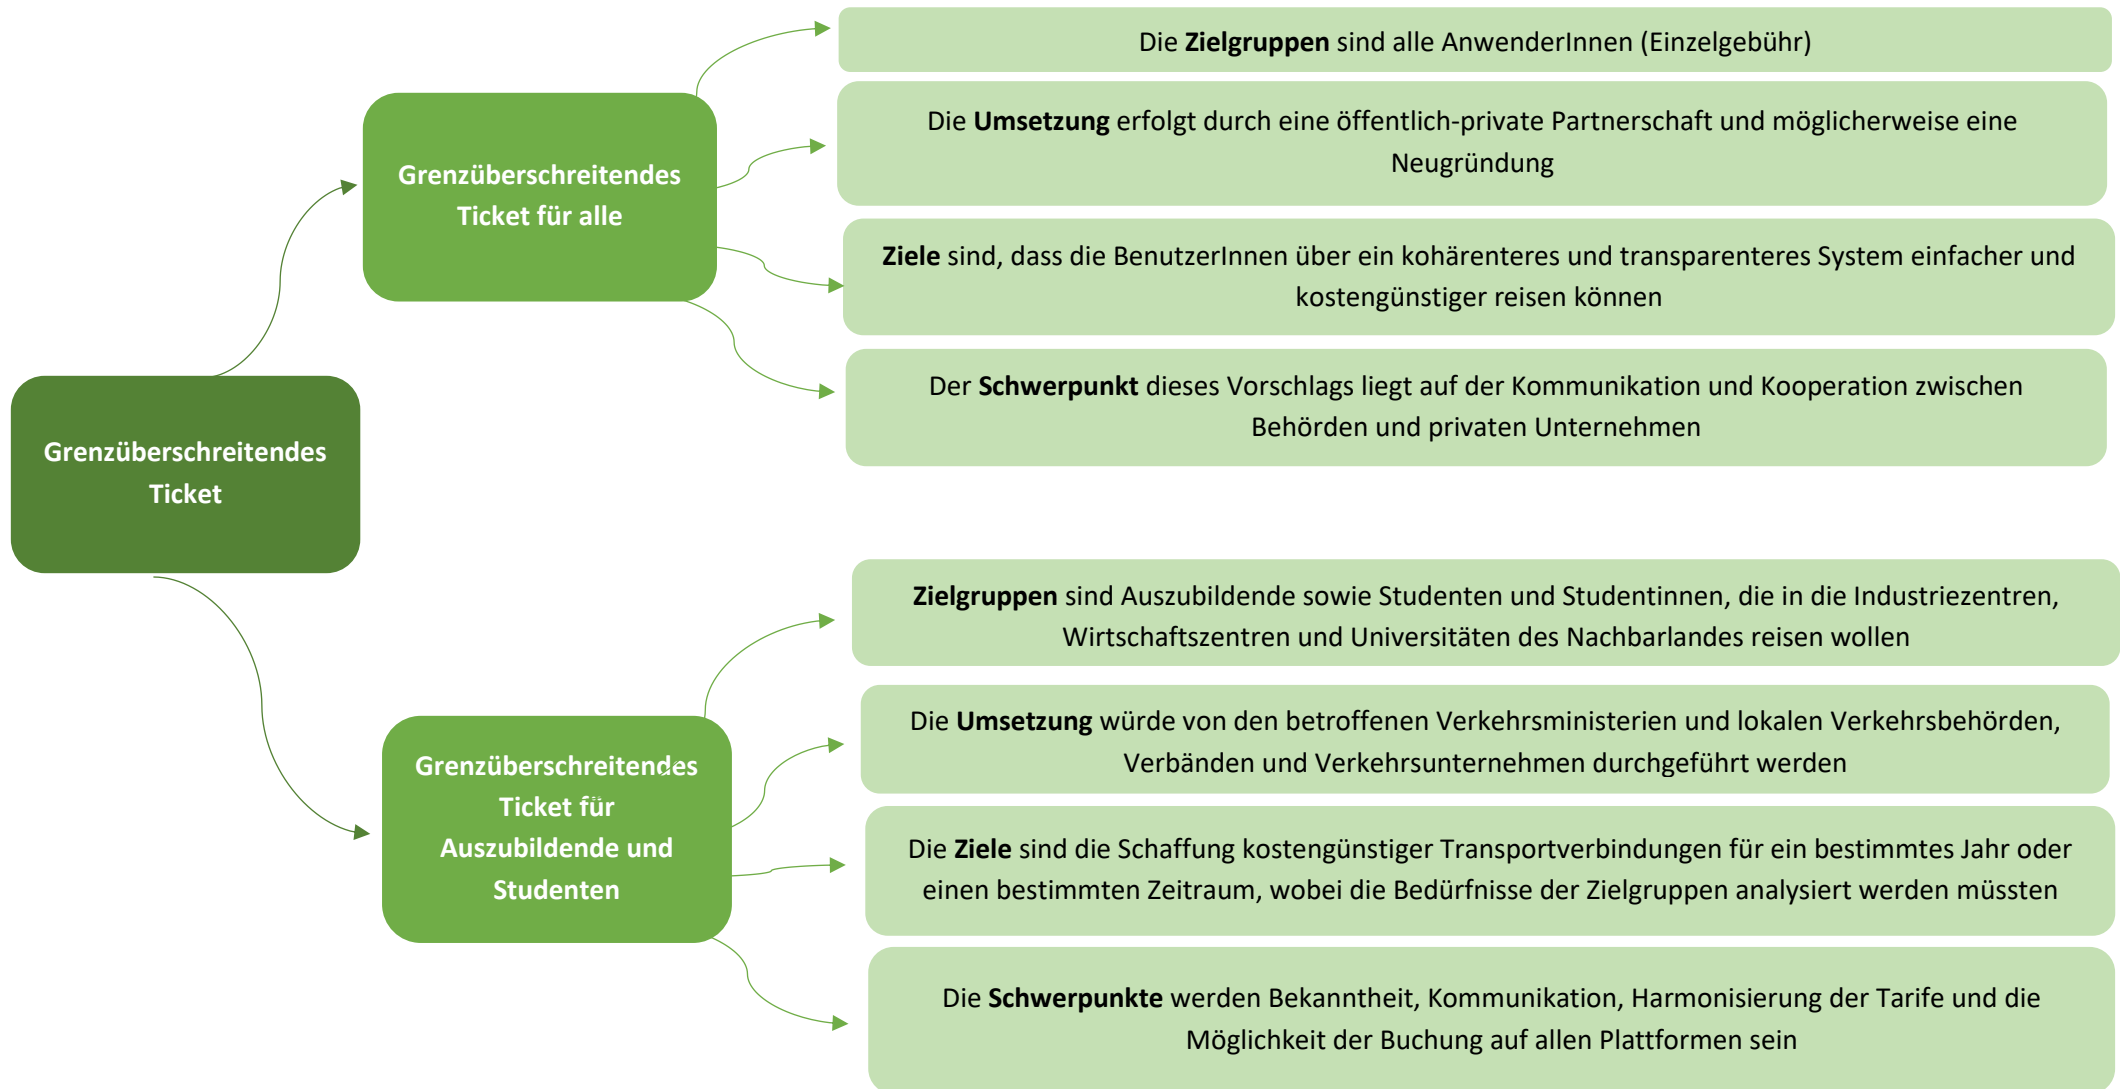 Grenzüberschreitendes
Ticket
Grenzüberschreitendes
Ticket für alle
Die Zielgruppen sind alle AnwenderInnen (Einzelgebühr)
Die Umsetzung erfolgt durch eine öffentlich-private Partnerschaft und möglicherweise eine
Neugründung
Ziele sind, dass die BenutzerInnen über ein kohärenteres und transparenteres System einfacher und
kostengünstiger reisen können
Der Schwerpunkt dieses Vorschlags liegt auf der Kommunikation und Kooperation zwischen
Behörden und privaten Unternehmen
Grenzüberschreitendes
Ticket für
Auszubildende und
Studenten
Zielgruppen sind Auszubildende sowie Studenten und Studentinnen, die in die Industriezentren,
Wirtschaftszentren und Universitäten des Nachbarlandes reisen wollen
Die Umsetzung würde von den betroffenen Verkehrsministerien und lokalen Verkehrsbehörden,
Verbänden und Verkehrsunternehmen durchgeführt werden
Die Ziele sind die Schaffung kostengünstiger Transportverbindungen für ein bestimmtes Jahr oder
einen bestimmten Zeitraum, wobei die Bedürfnisse der Zielgruppen analysiert werden müssten
Die Schwerpunkte werden Bekanntheit, Kommunikation, Harmonisierung der Tarife und die
Möglichkeit der Buchung auf allen Plattformen sein